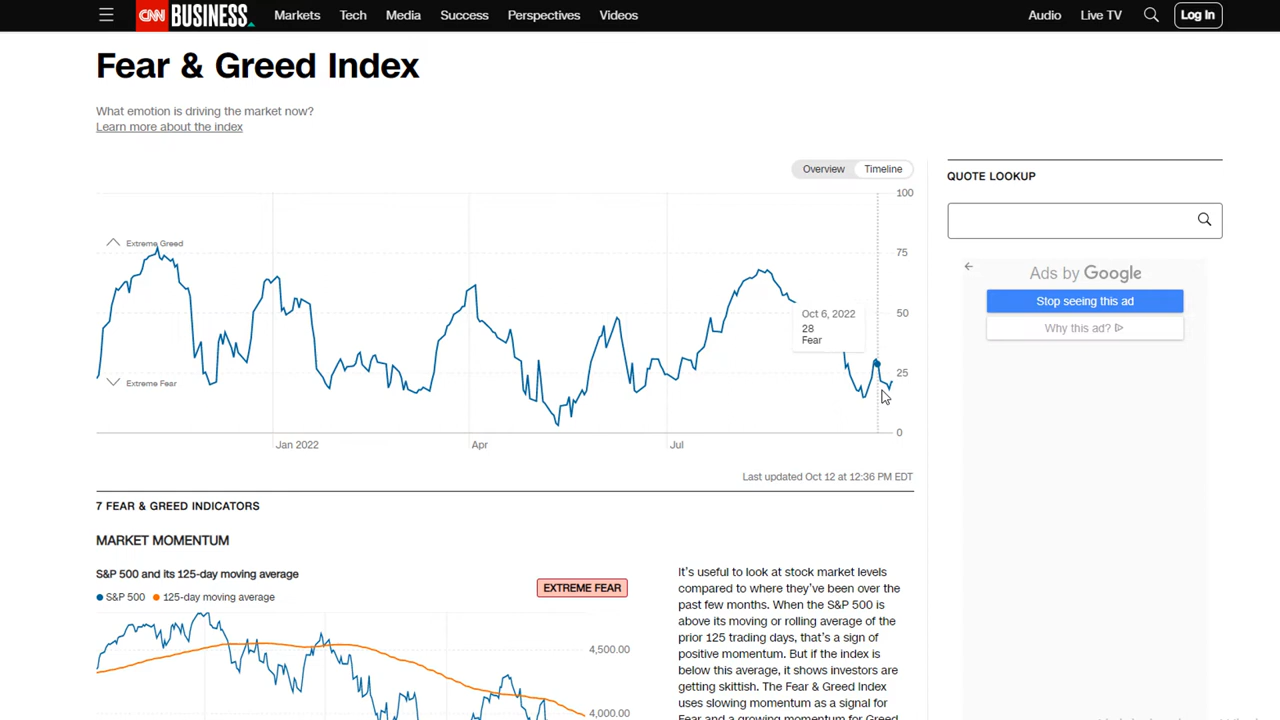 CNN BUSINESS
Markets
Tech
Media
Success
Perspectives
Videos
Audio
Live TV
Log In
Fear & Greed Index
What emotion is driving the market now?
Learn more about the index
Overview
Timeline
100
Extreme Greed
75
50
Oct 6, 2022
28
Fear
25
Extreme Fear
0
Jan 2022
Apr
Jul
Last updated Oct 12 at 12:36 PM EDT
7 FEAR & GREED INDICATORS
MARKET MOMENTUM
S&P 500 and its 125-day moving average
EXTREME FEAR
S&P 500
125-day moving average
4,500.00
4,000.00
It's useful to look at stock market levels
compared to where they've been over the
past few months. When the S&P 500 is
above its moving or rolling average of the
prior 125 trading days, that's a sign of
positive momentum. But if the index is
below this average, it shows investors are
getting skittish. The Fear & Greed Index
uses slowing momentum as a signal for
Fear and a growing momentum for Greed
QUOTE LOOKUP
Ads by Google
Stop seeing this ad
Why this ad?